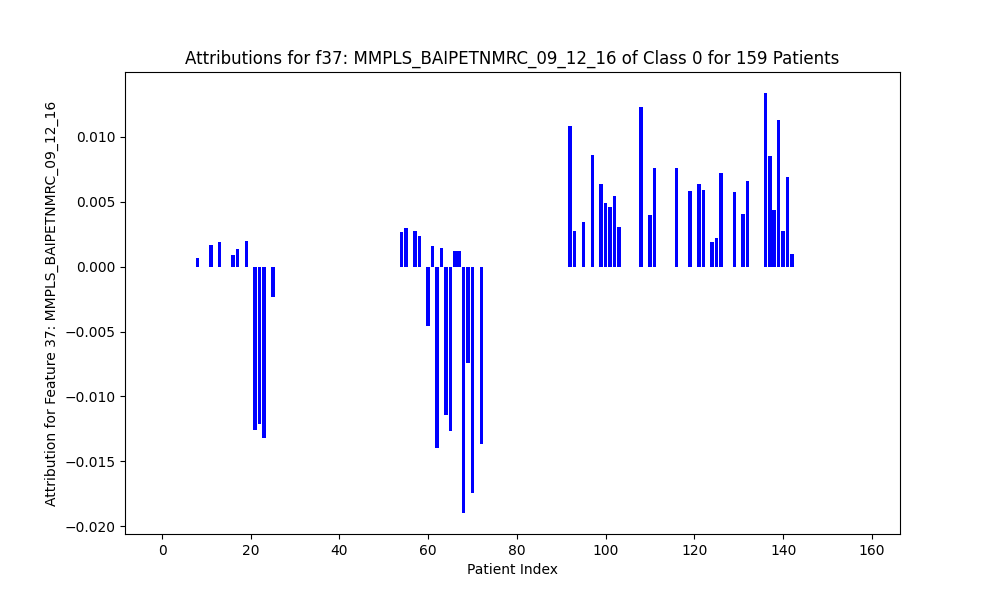 Attributions for f37: MMPLS_BAIPETNMRC_09_12_16 of Class 0 for 159 Patients
Attribution for Feature 37: MMPLS_BAIPETNMRC_09_12_16
0.010
0.005
0.000
−0.005
−0.010
−0.015
−0.020
0 20 40 60 80 100 120 140 160
Patient Index